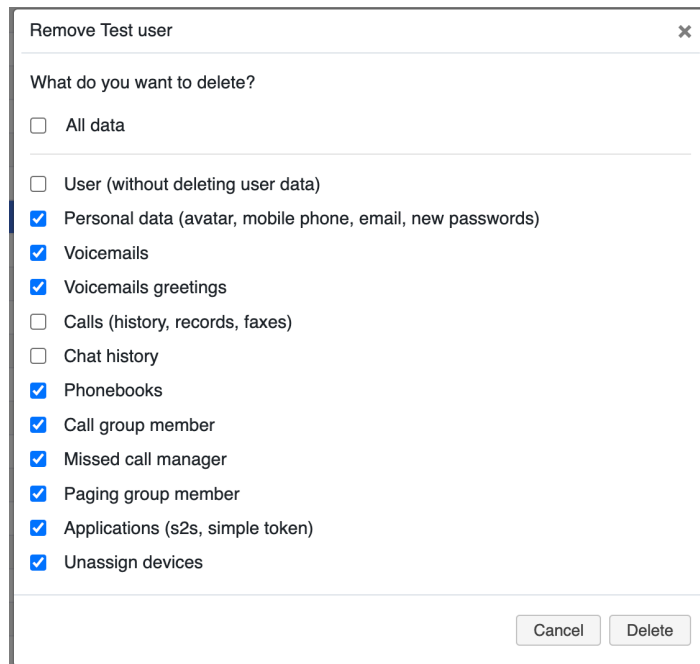 Remove Test user
What do you want to delete?
All data
User (without deleting user data)
Personal data (avatar, mobile phone, email, new passwords)
Voicemails
Voicemails greetings
Calls (history, records, faxes)
Chat history
Phonebooks
Call group member
Missed call manager
Paging group member
Applications (s2s, simple token)
Unassign devices
Cancel Delete